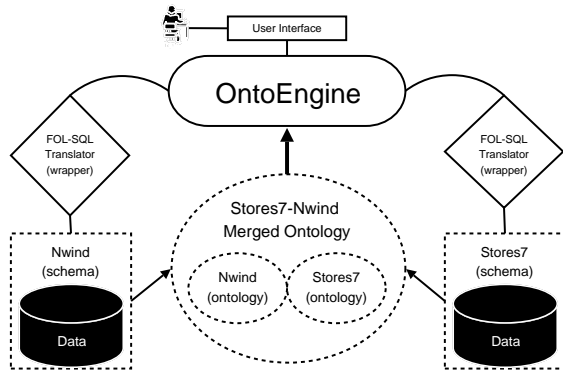 User Interface
OntoEngine
FOL-SQL
Translator
(wrapper)
FOL-SQL
Translator
(wrapper)
Stores7-Nwind
Merged Ontology
Nwind
(ontology)
Stores7
(ontology)
Nwind
(schema)
Data
Stores7
(schema)
Data